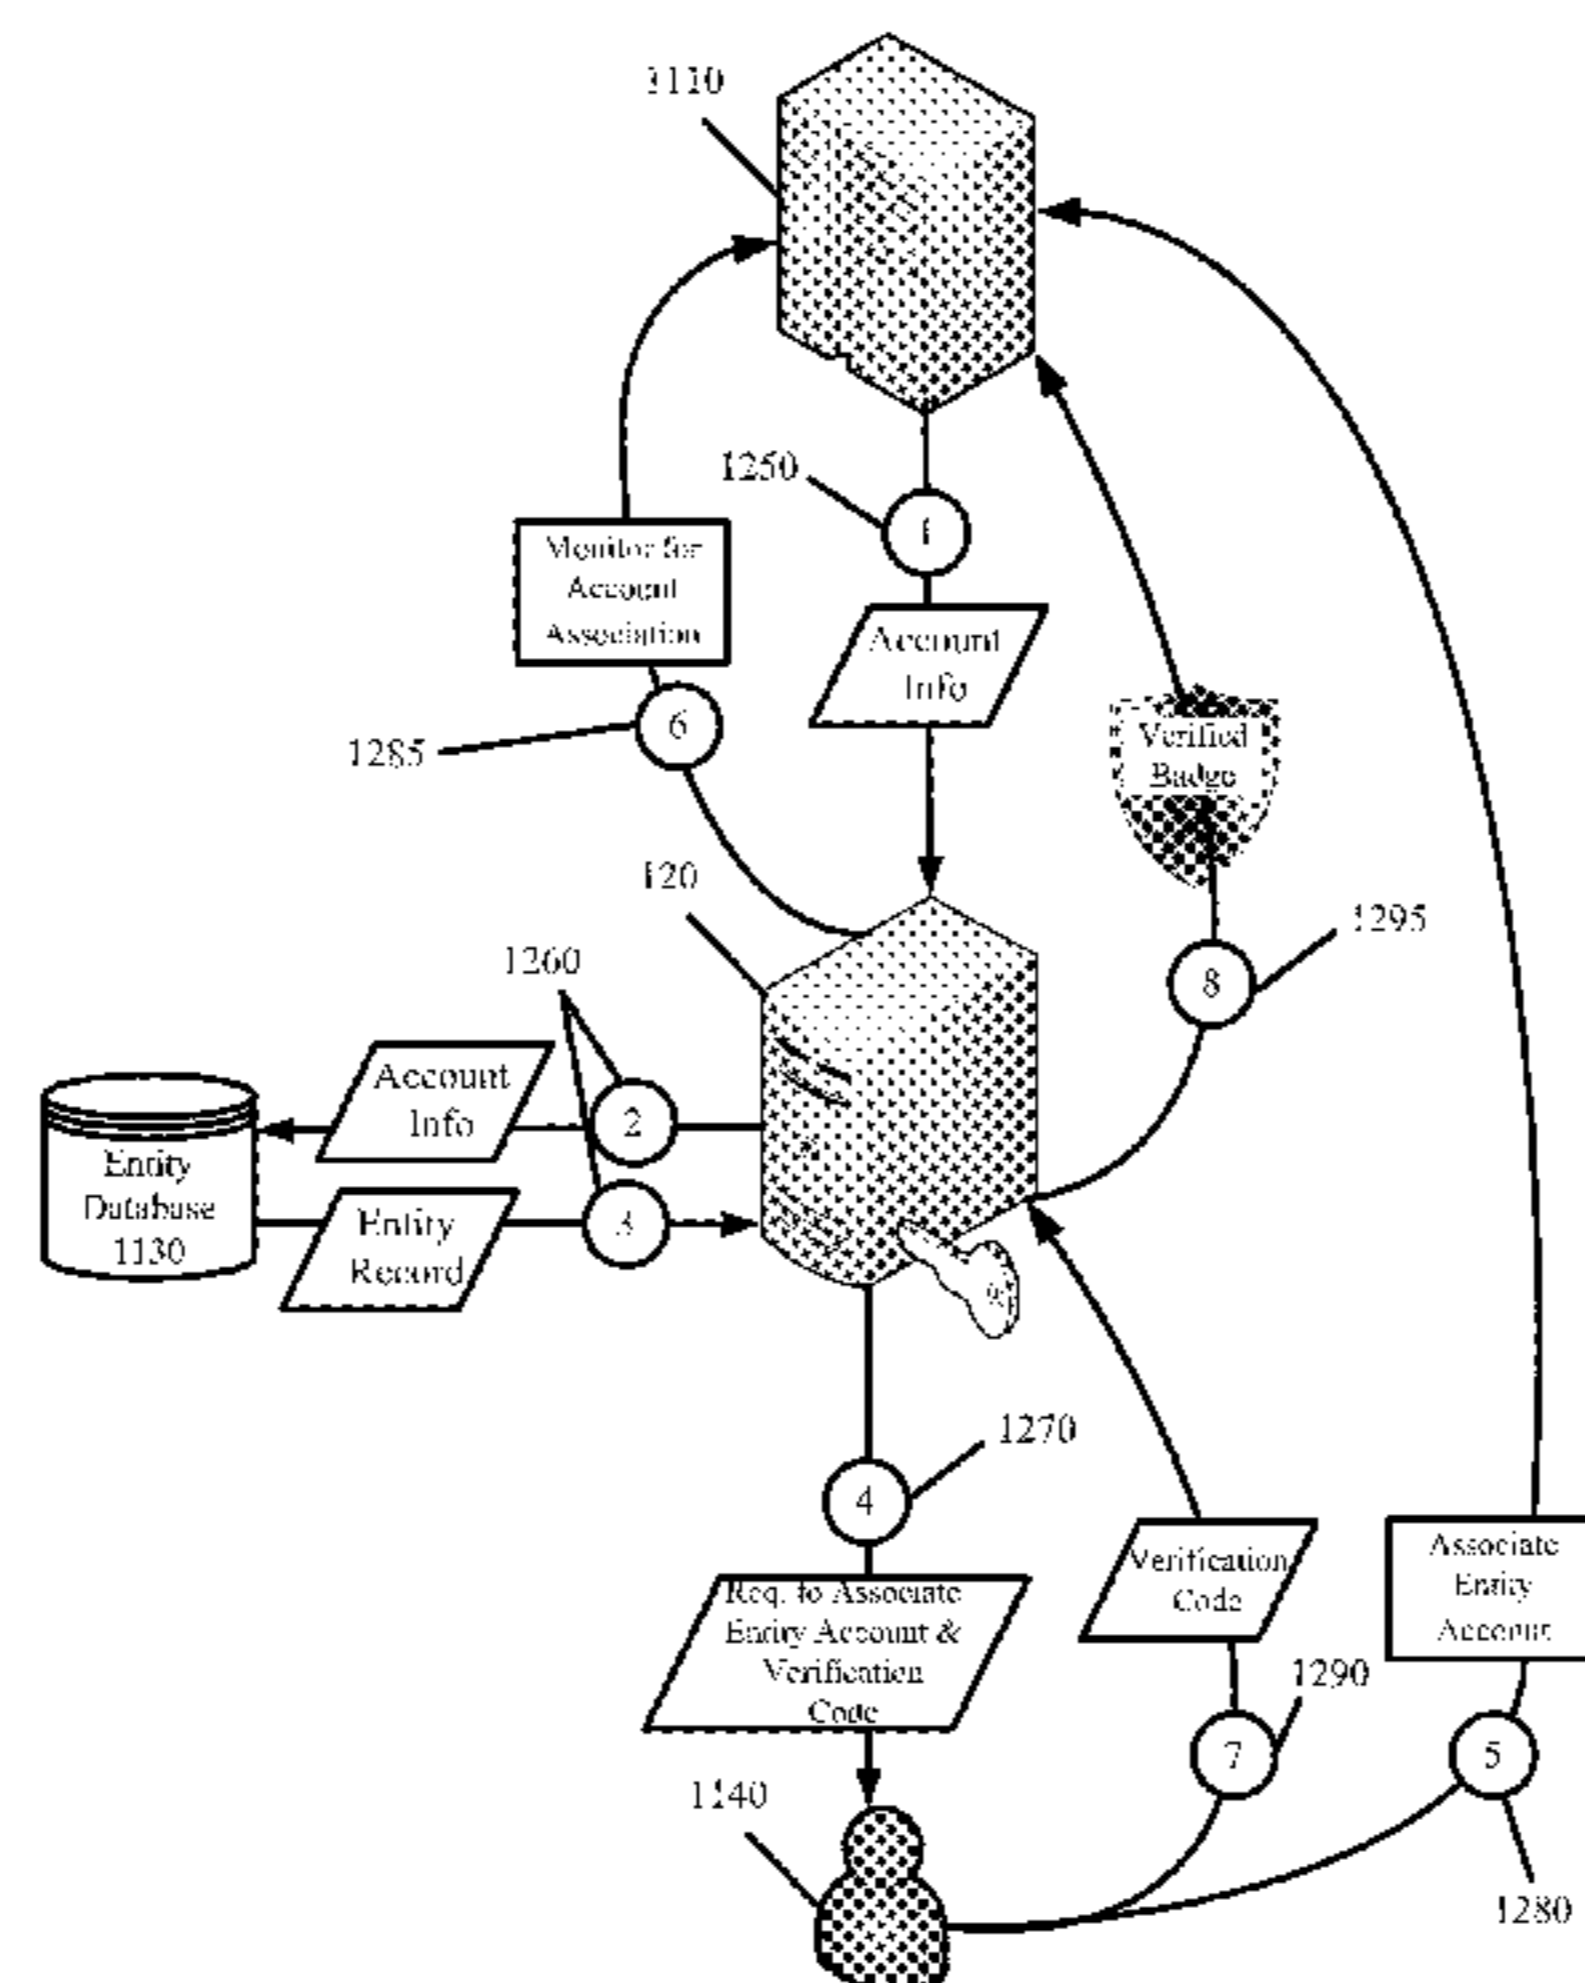 1110
1250
1
Monitor for
Account
Association
Account
Info
6
1285
Verified
Badge
120
1295
1260
8
Account
Info
2
Entity
Database
1130
Entity
Record
3
1270
4
Req. to Associate
Entity Account &
Verification
Code
Verification
Code
Associate
Entity
Account
1290
7
5
1240
1280